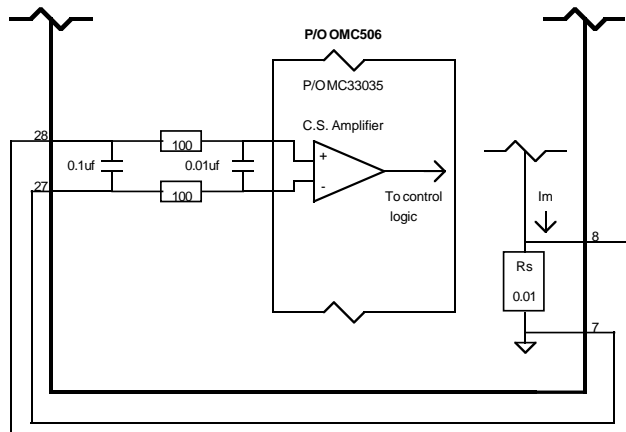 P/O OMC506
P/O MC33035
C.S. Amplifier
28
100
0.1uf
0.01uf
+
-
27
100
To control
logic
Im
8
Rs
0.01
7